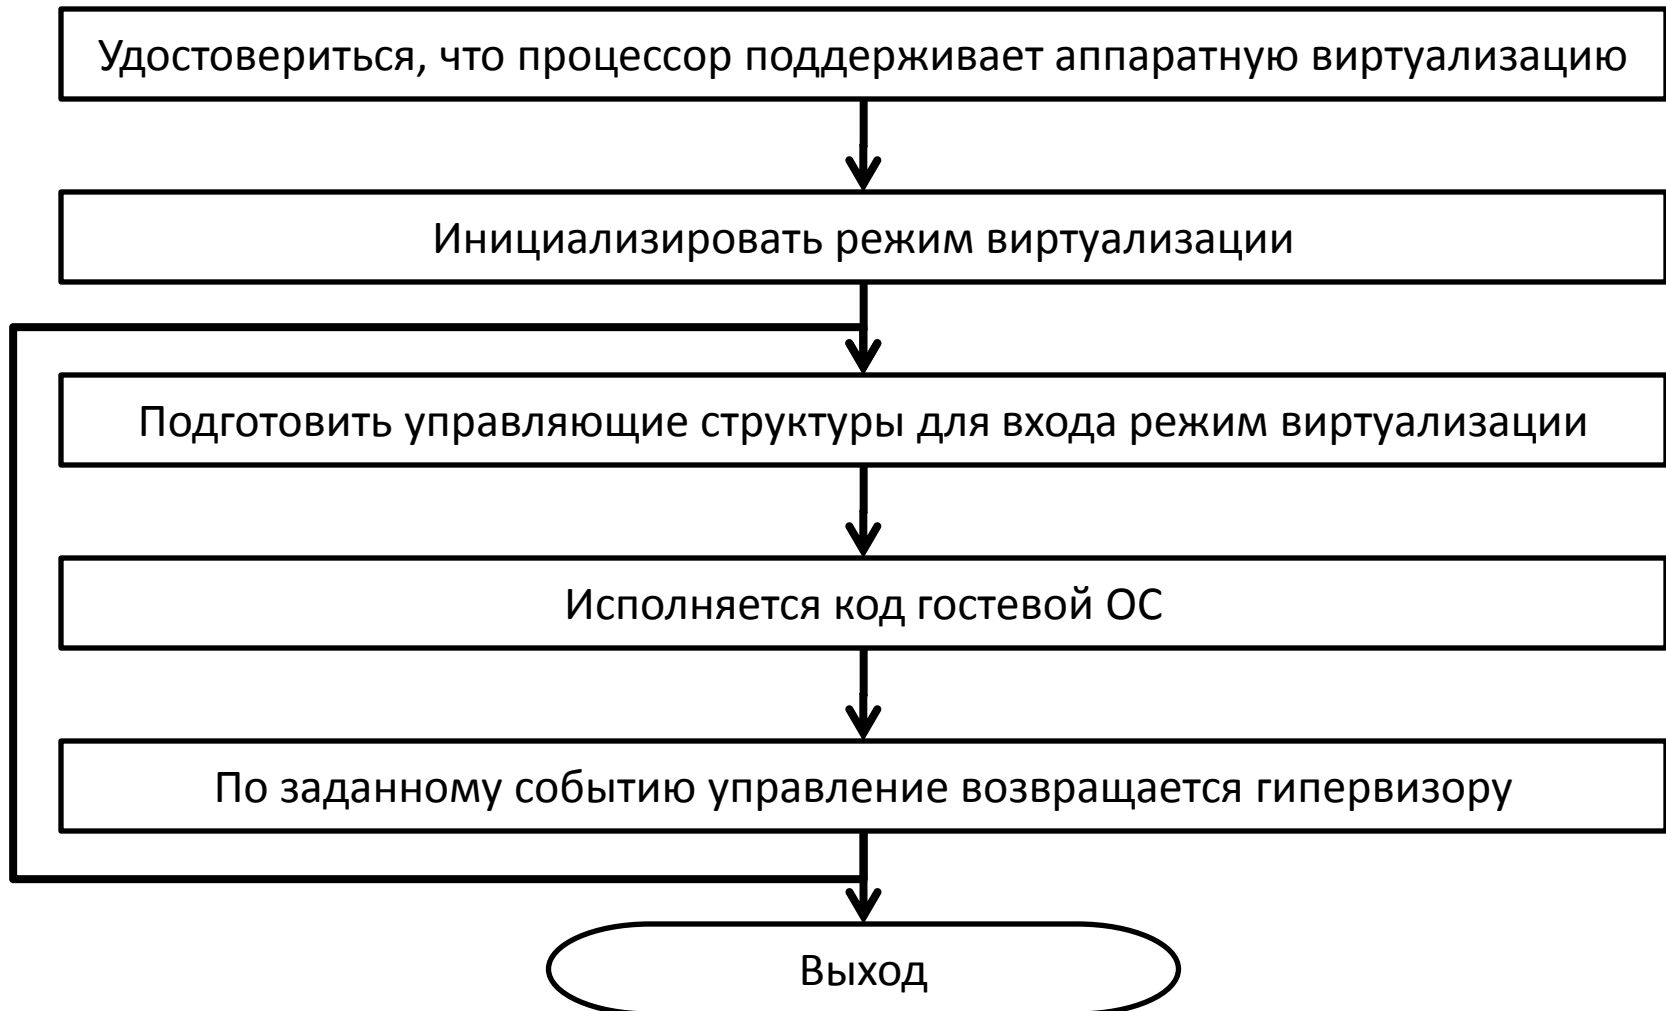 Удостовериться, что процессор поддерживает аппаратную виртуализацию
Инициализировать режим виртуализации
Подготовить управляющие структуры для входа режим виртуализации
Исполняется код гостевой ОС
По заданному событию управление возвращается гипервизору
Выход